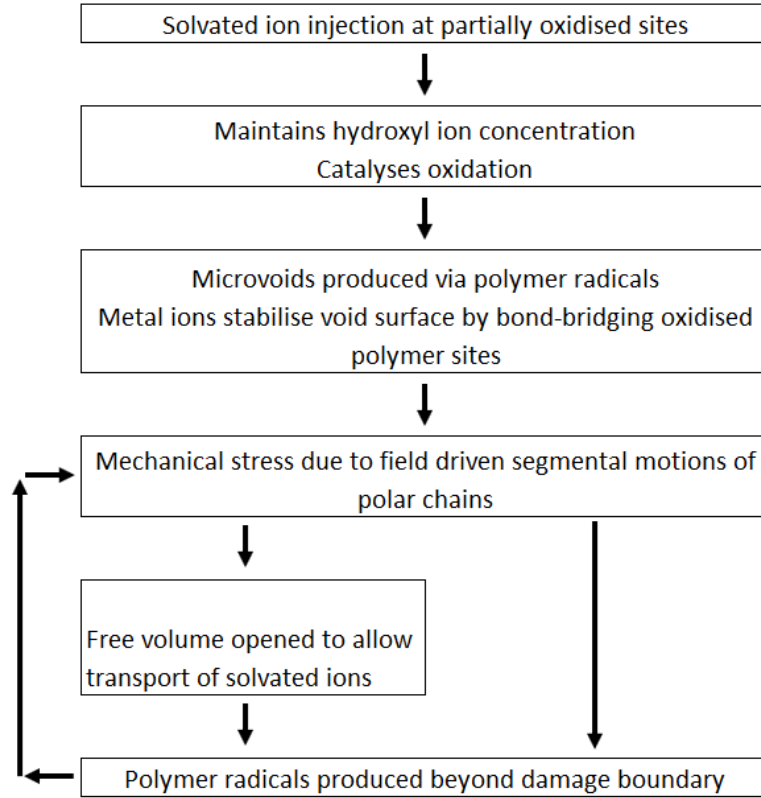 Solvated ion injection at partially oxidised sites
Maintains hydroxyl ion concentration
Catalyses oxidation
Microvoids produced via polymer radicals
Metal ions stabilise void surface by bond-bridging oxidised
polymer sites
Mechanical stress due to field driven segmental motions of
polar chains
Free volume opened to allow
transport of solvated ions
Polymer radicals produced beyond damage boundary